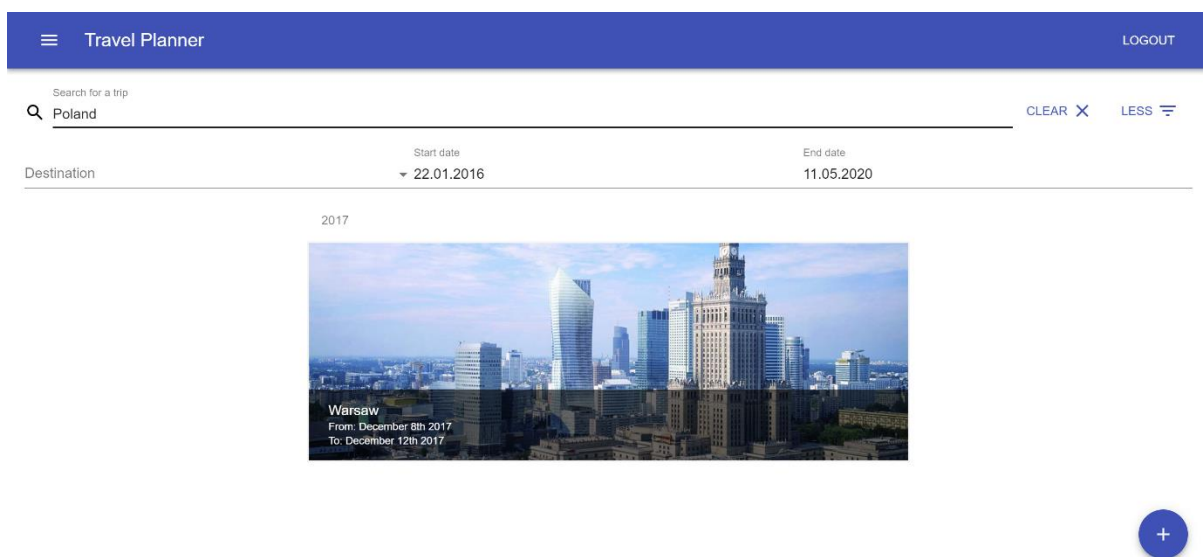 Travel Planner
LOGOUT
Search for a trip
Poland
CLEAR
LESS
Destination
Start date
22.01.2016
End date
11.05.2020
2017
Warsaw
From: December 8th 2017
To: December 12th 2017